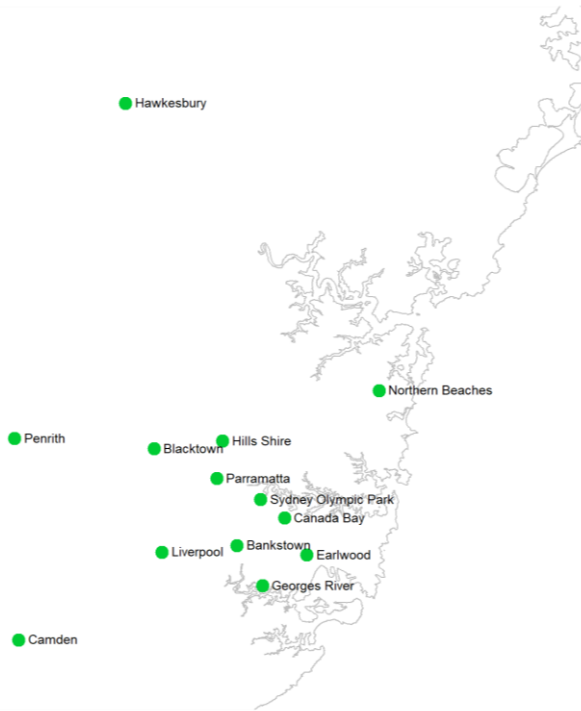 Hawkesbury
Northern Beaches
Penrith
Hills Shire
Blacktown
Parramatta
Sydney Olympic Park
Canada Bay
Bankstown
Liverpool
Earlwood
Georges River
Camden